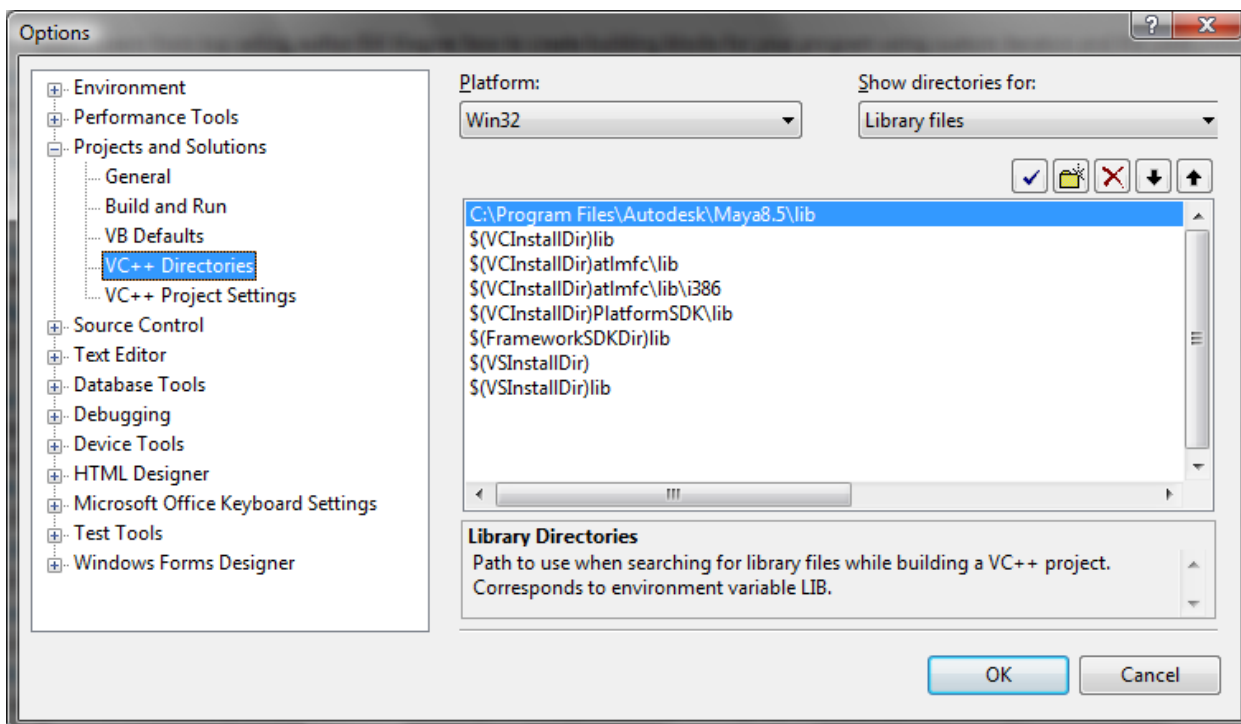 Options
Environment
Performance Tools
Projects and Solutions
General
Build and Run
VB Defaults
VC++ Directories
VC++ Project Settings
Source Control
Text Editor
Database Tools
Debugging
Device Tools
HTML Designer
Microsoft Office Keyboard Settings
Test Tools
Windows Forms Designer
Platform:
Win32
Show directories for:
Library files
C:\Program Files\Autodesk\Maya8.5\lib
$(VCInstallDir)lib
$(VCInstallDir)atlmfc\lib
$(VCInstallDir)atlmfc\lib\i386
$(VCInstallDir)PlatformSDK\lib
$(FrameworkSDKDir)lib
$(VSInstallDir)
$(VSInstallDir)lib
Library Directories
Path to use when searching for library files while building a VC++ project.
Corresponds to environment variable LIB.
OK
Cancel